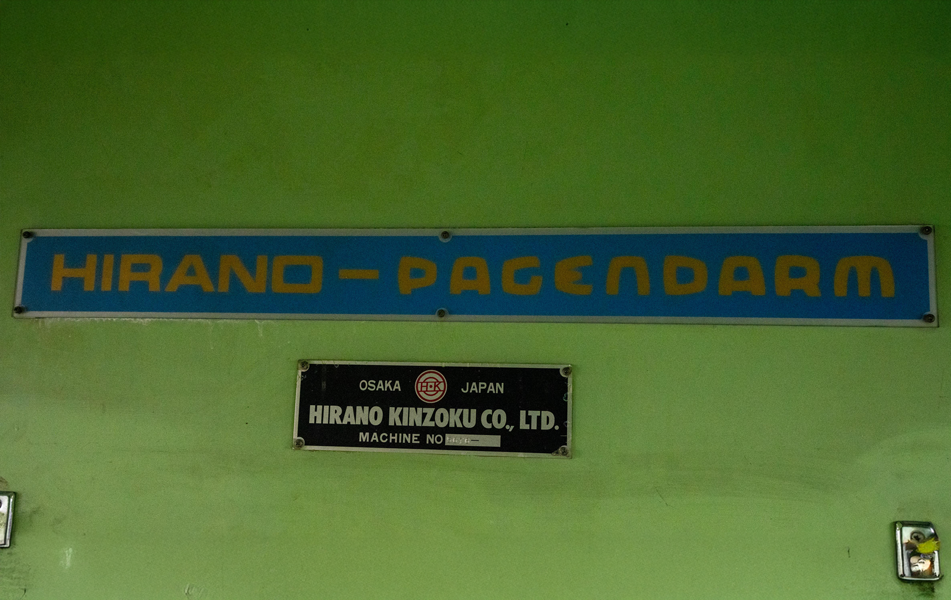 HIRANO – PAGENDARM
OSAKA JAPAN
HIRANO KINZOKU CO., LTD.
MACHINE NO